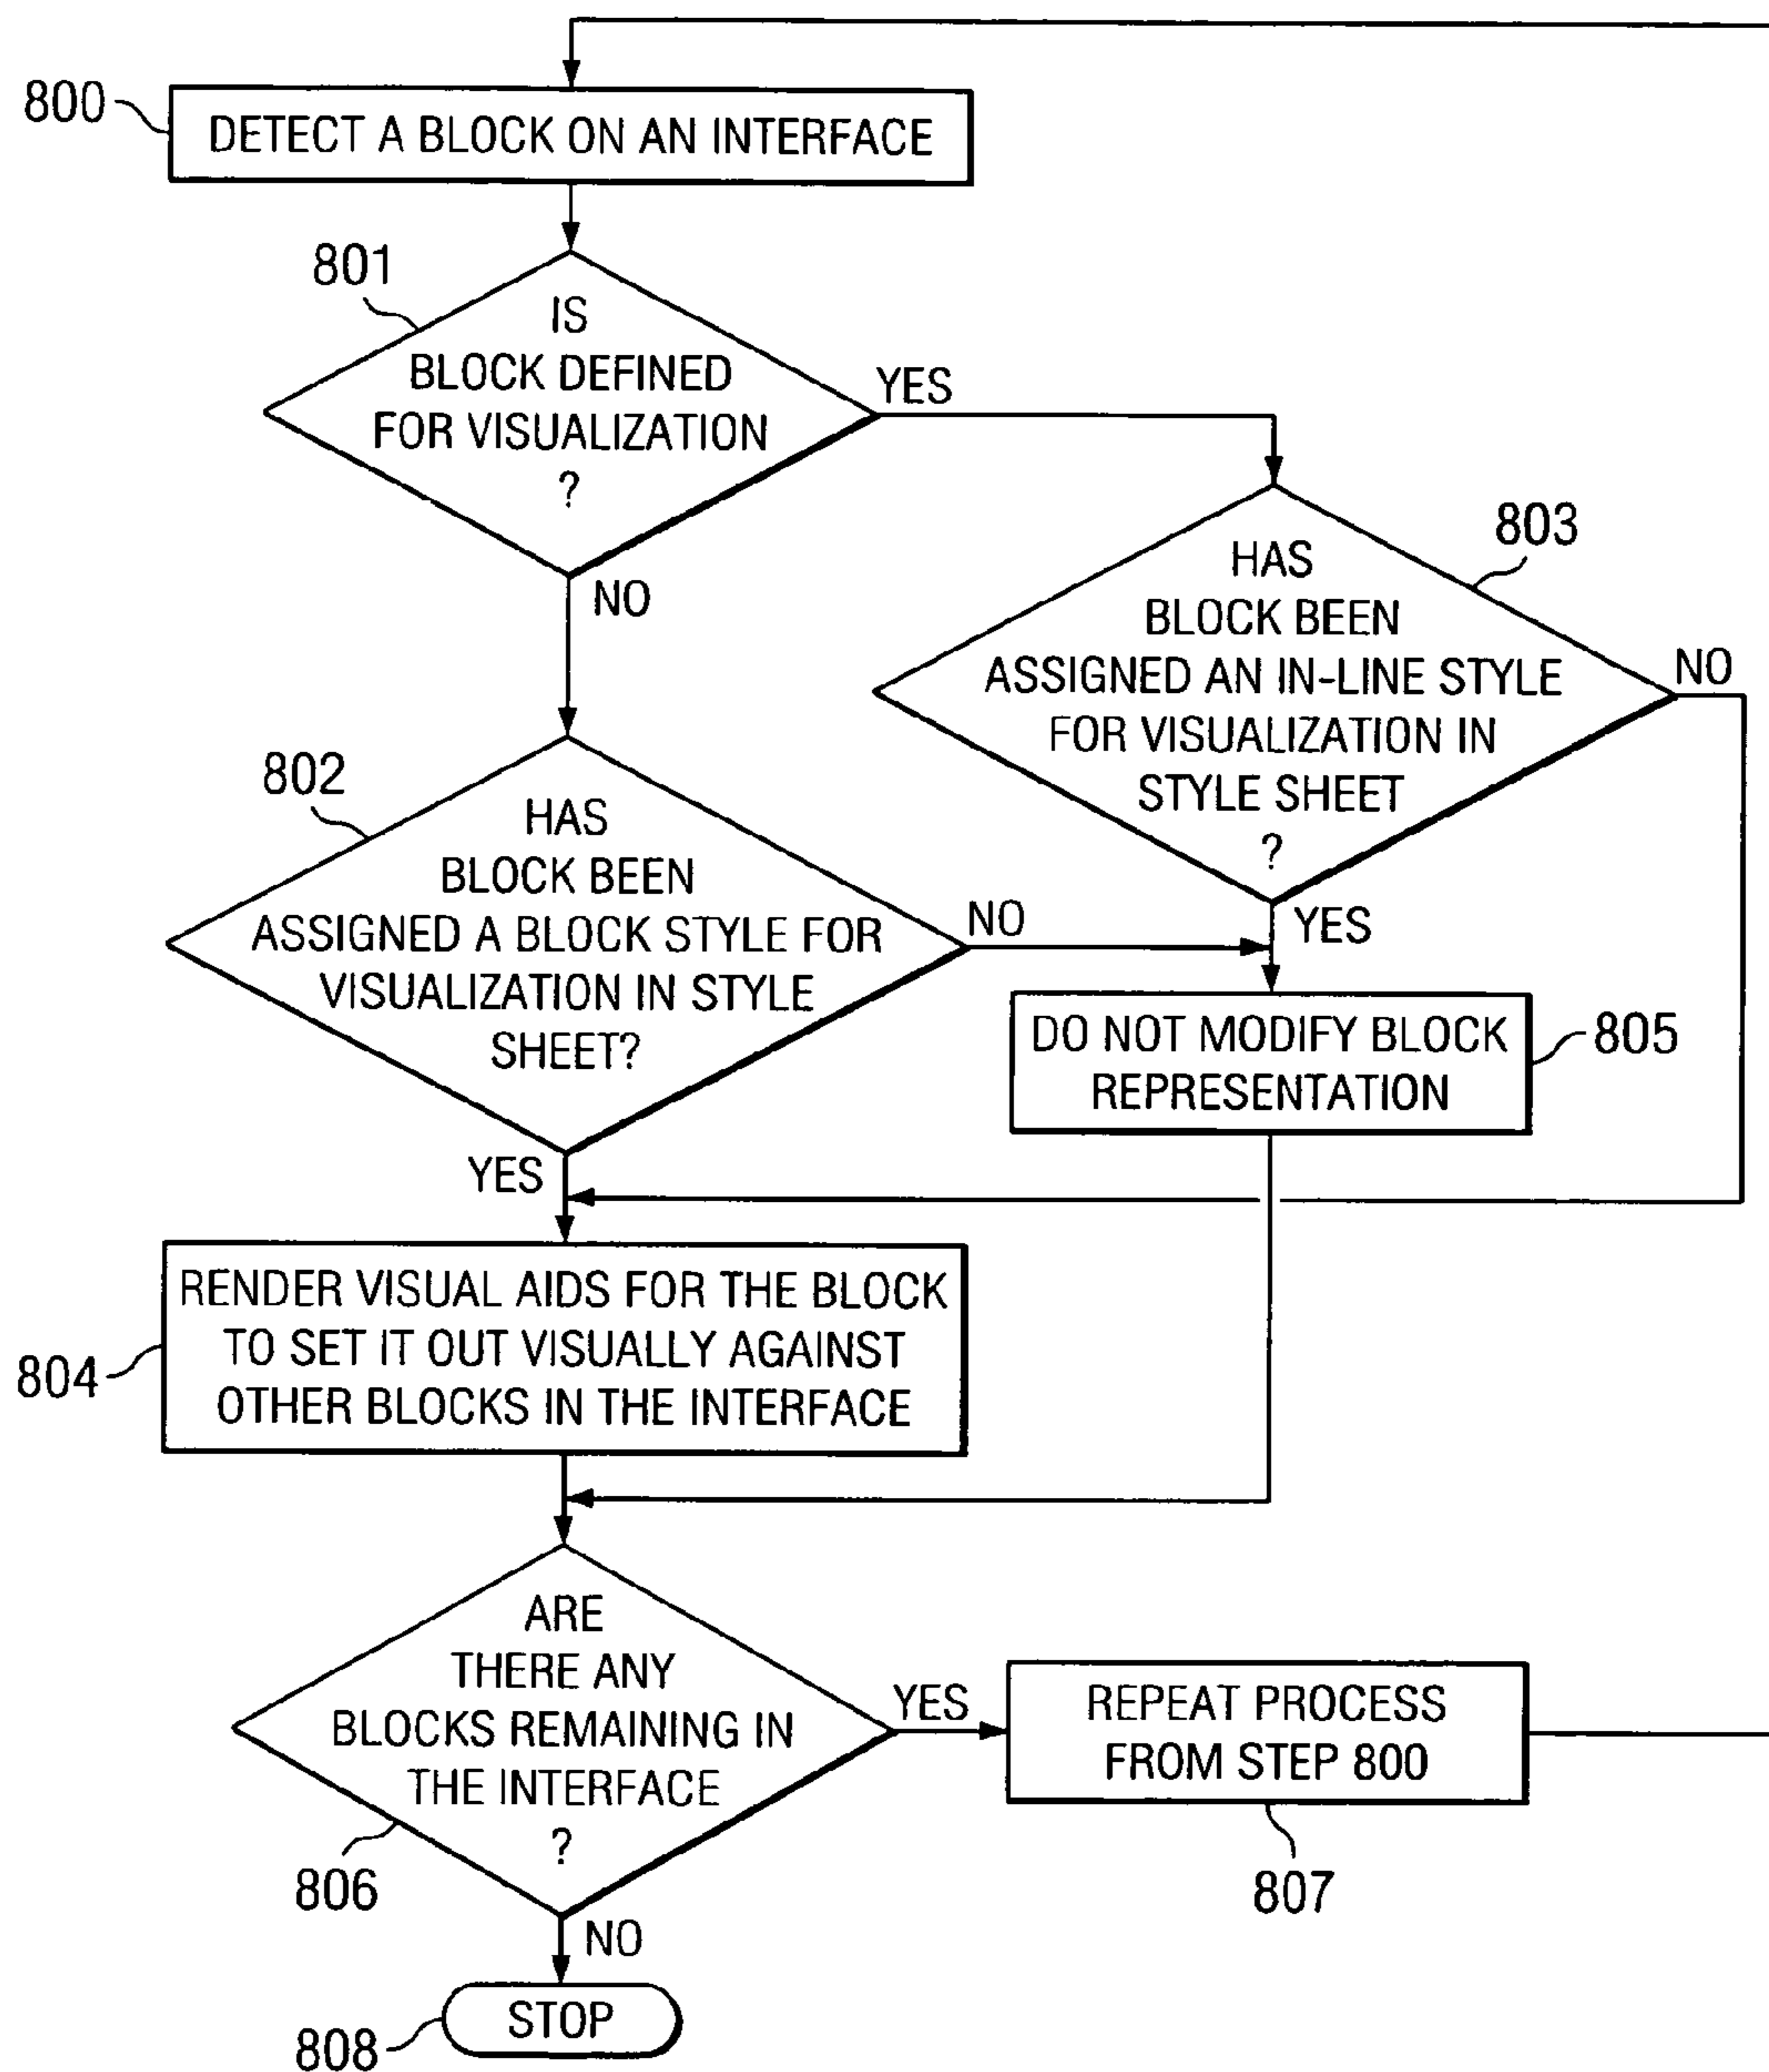 800
DETECT A BLOCK ON AN INTERFACE
801
IS
BLOCK DEFINED
FOR VISUALIZATION
?
YES
NO
803
HAS
BLOCK BEEN
ASSIGNED AN IN-LINE STYLE
FOR VISUALIZATION IN
STYLE SHEET
?
NO
YES
802
HAS
BLOCK BEEN
ASSIGNED A BLOCK STYLE FOR
VISUALIZATION IN STYLE
SHEET?
NO
YES
DO NOT MODIFY BLOCK
REPRESENTATION
805
RENDER VISUAL AIDS FOR THE BLOCK
TO SET IT OUT VISUALLY AGAINST
OTHER BLOCKS IN THE INTERFACE
804
ARE
THERE ANY
BLOCKS REMAINING IN
THE INTERFACE
?
806
YES
REPEAT PROCESS
FROM STEP 800
807
NO
STOP
808